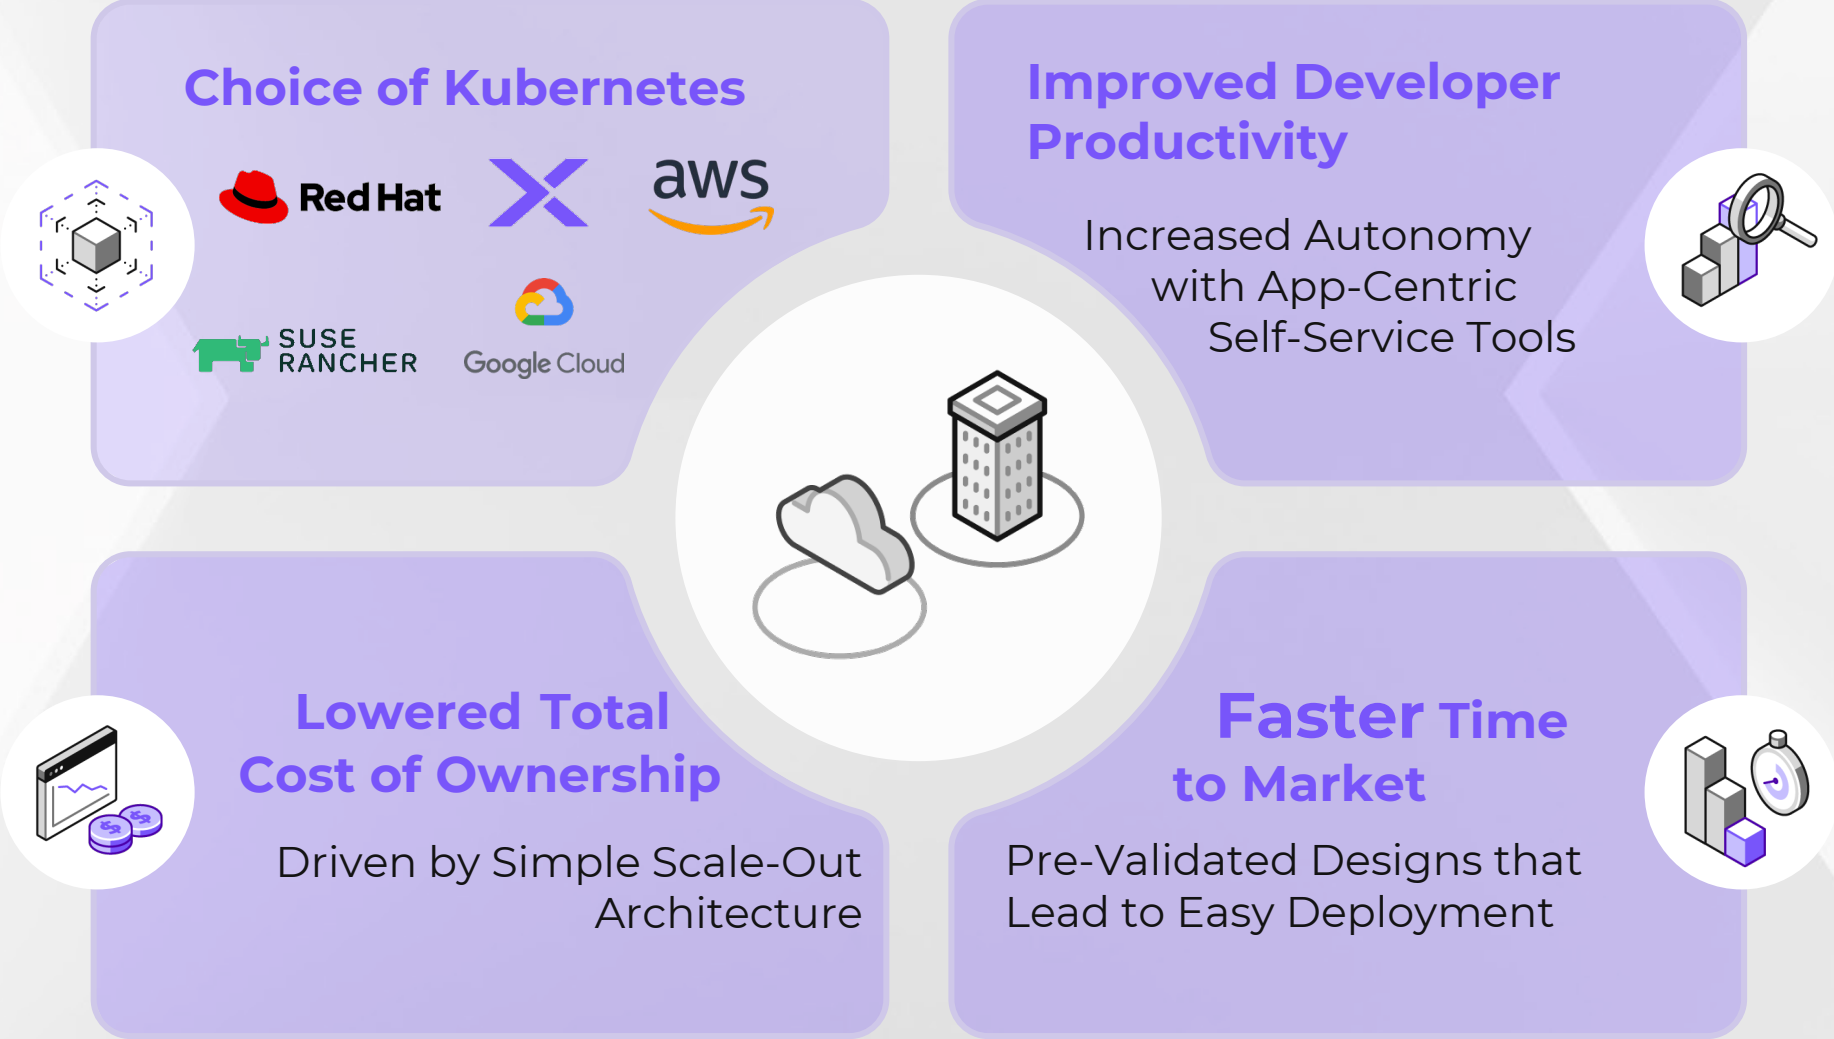 Choice of Kubernetes
Red Hat
aws
SUSE
RANCHER
Google Cloud
Improved Developer
Productivity
Increased Autonomy
with App-Centric
Self-Service Tools
Lowered Total
Cost of Ownership
Driven by Simple Scale-Out
Architecture
Faster Time
to Market
Pre-Validated Designs that
Lead to Easy Deployment
$ $